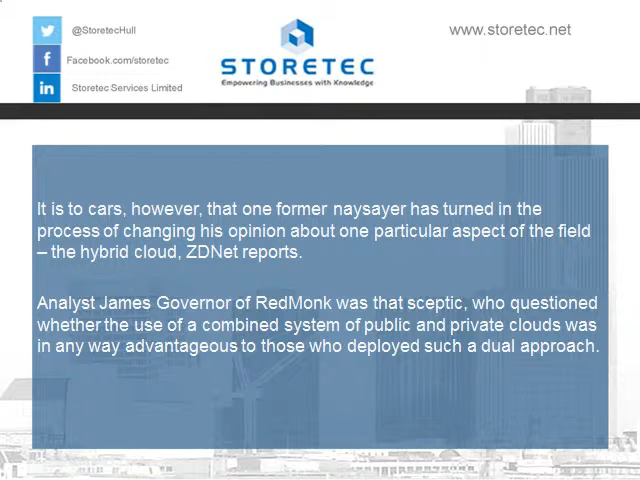 @StoretecHull
www.storetec.net
Facebook.com/storetec
Storetec Services Limited
STORETEC
Empowering Businesses with Knowledge
It is to cars, however, that one former naysayer has turned in the
process of changing his opinion about one particular aspect of the field
– the hybrid cloud, ZDNet reports.
Analyst James Governor of RedMonk was that sceptic, who questioned
whether the use of a combined system of public and private clouds was
in any way advantageous to those who deployed such a dual approach.